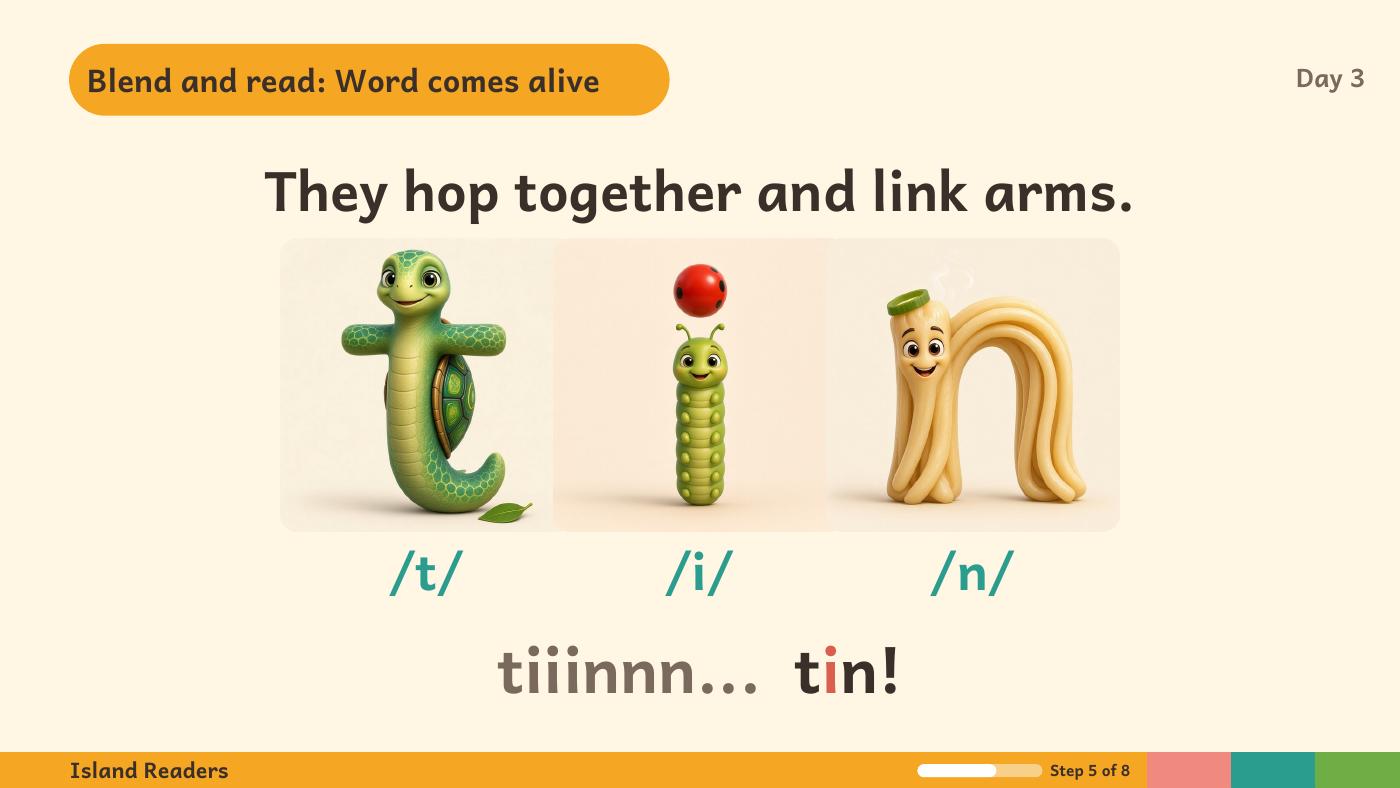 Blend and read: Word comes alive
Day 3
They hop together and link arms.
/t/ /i/ /n/
tiiinnn... tin!
Island Readers
Step 5 of 8